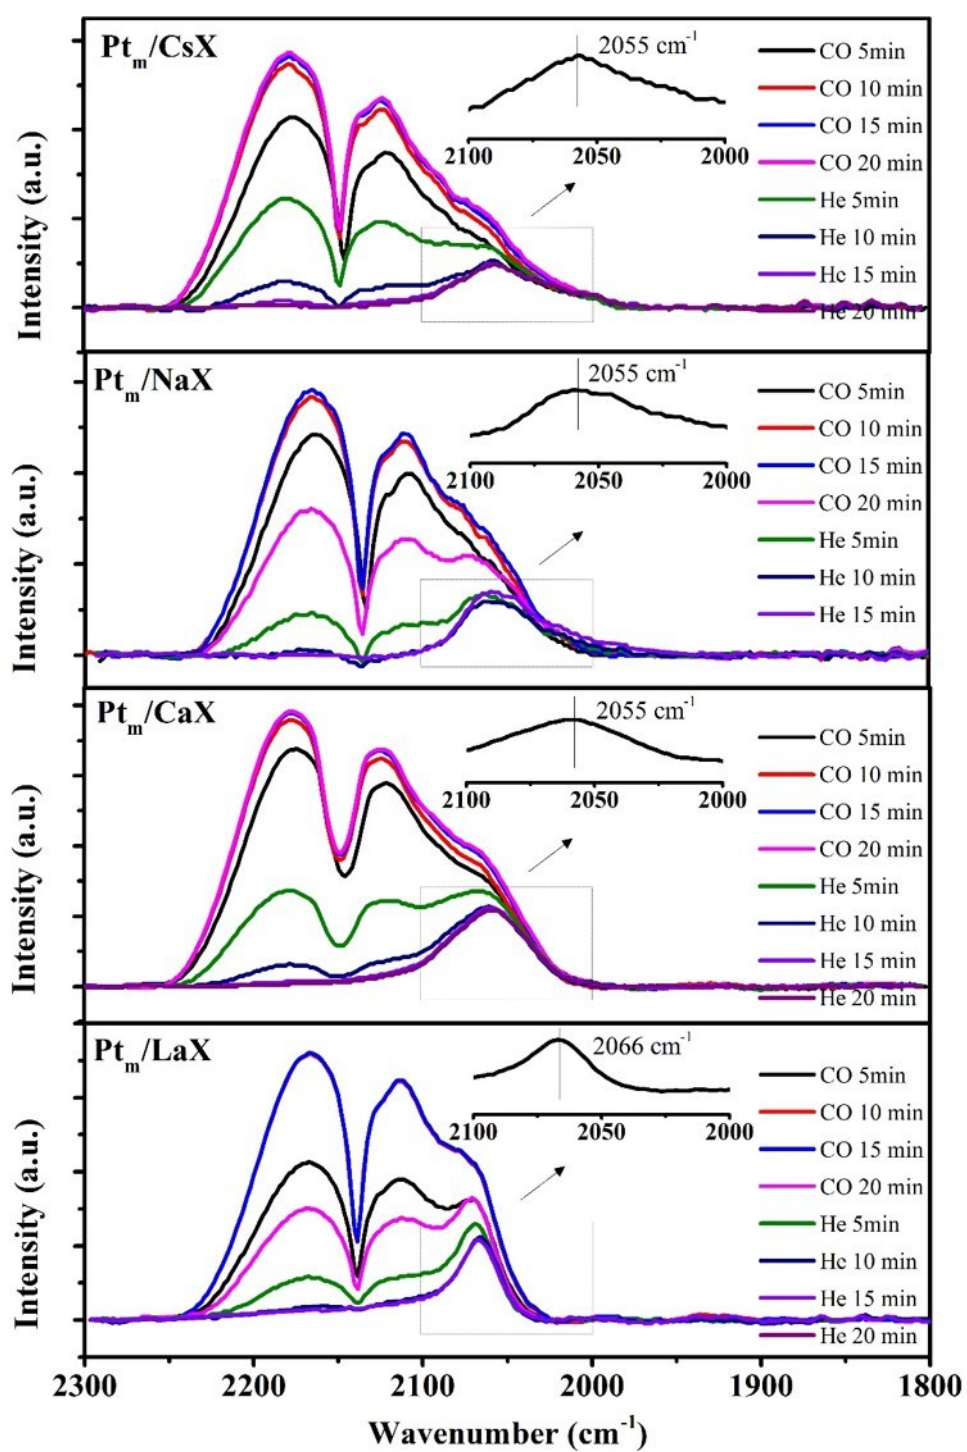 Ptm/CsX
2055 cm-1
CO 5min
CO 10 min
CO 15 min
CO 20 min
He 5min
He 10 min
He 15 min
He 20 min
2100 2050 2000
Intensity (a.u.)
Ptm/NaX
2055 cm-1
CO 5min
CO 10 min
CO 15 min
CO 20 min
He 5min
He 10 min
He 15 min
2100 2050 2000
Intensity (a.u.)
Ptm/CaX
2055 cm-1
CO 5min
CO 10 min
CO 15 min
CO 20 min
He 5min
He 10 min
He 15 min
He 20 min
2100 2050 2000
Intensity (a.u.)
Ptm/LaX
2066 cm-1
CO 5min
CO 10 min
CO 15 min
CO 20 min
He 5min
He 10 min
He 15 min
He 20 min
2100 2050 2000
Intensity (a.u.)
2300 2200 2100 2000 1900 1800
Wavenumber (cm-1)